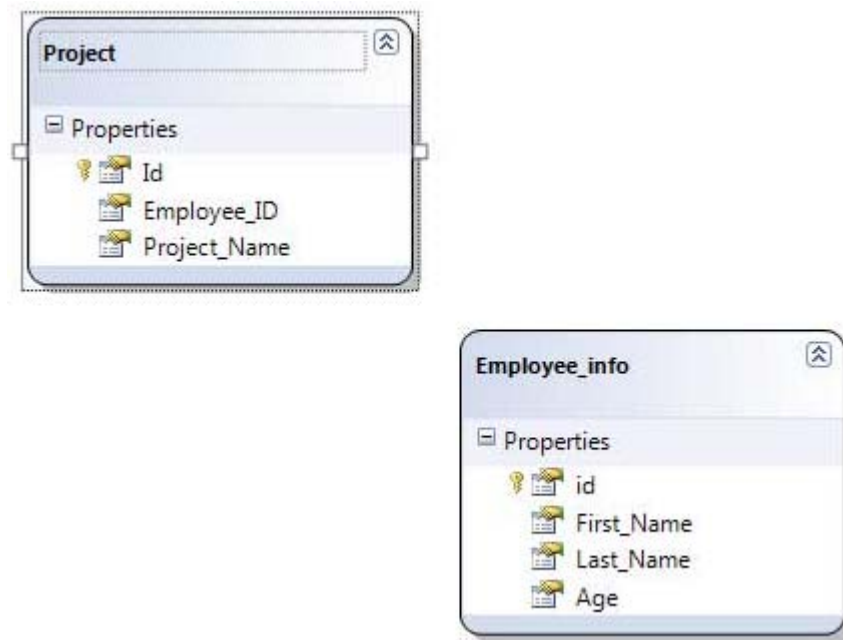 Project
Properties
Id
Employee_ID
Project_Name
Employee_info
Properties
id
First_Name
Last_Name
Age